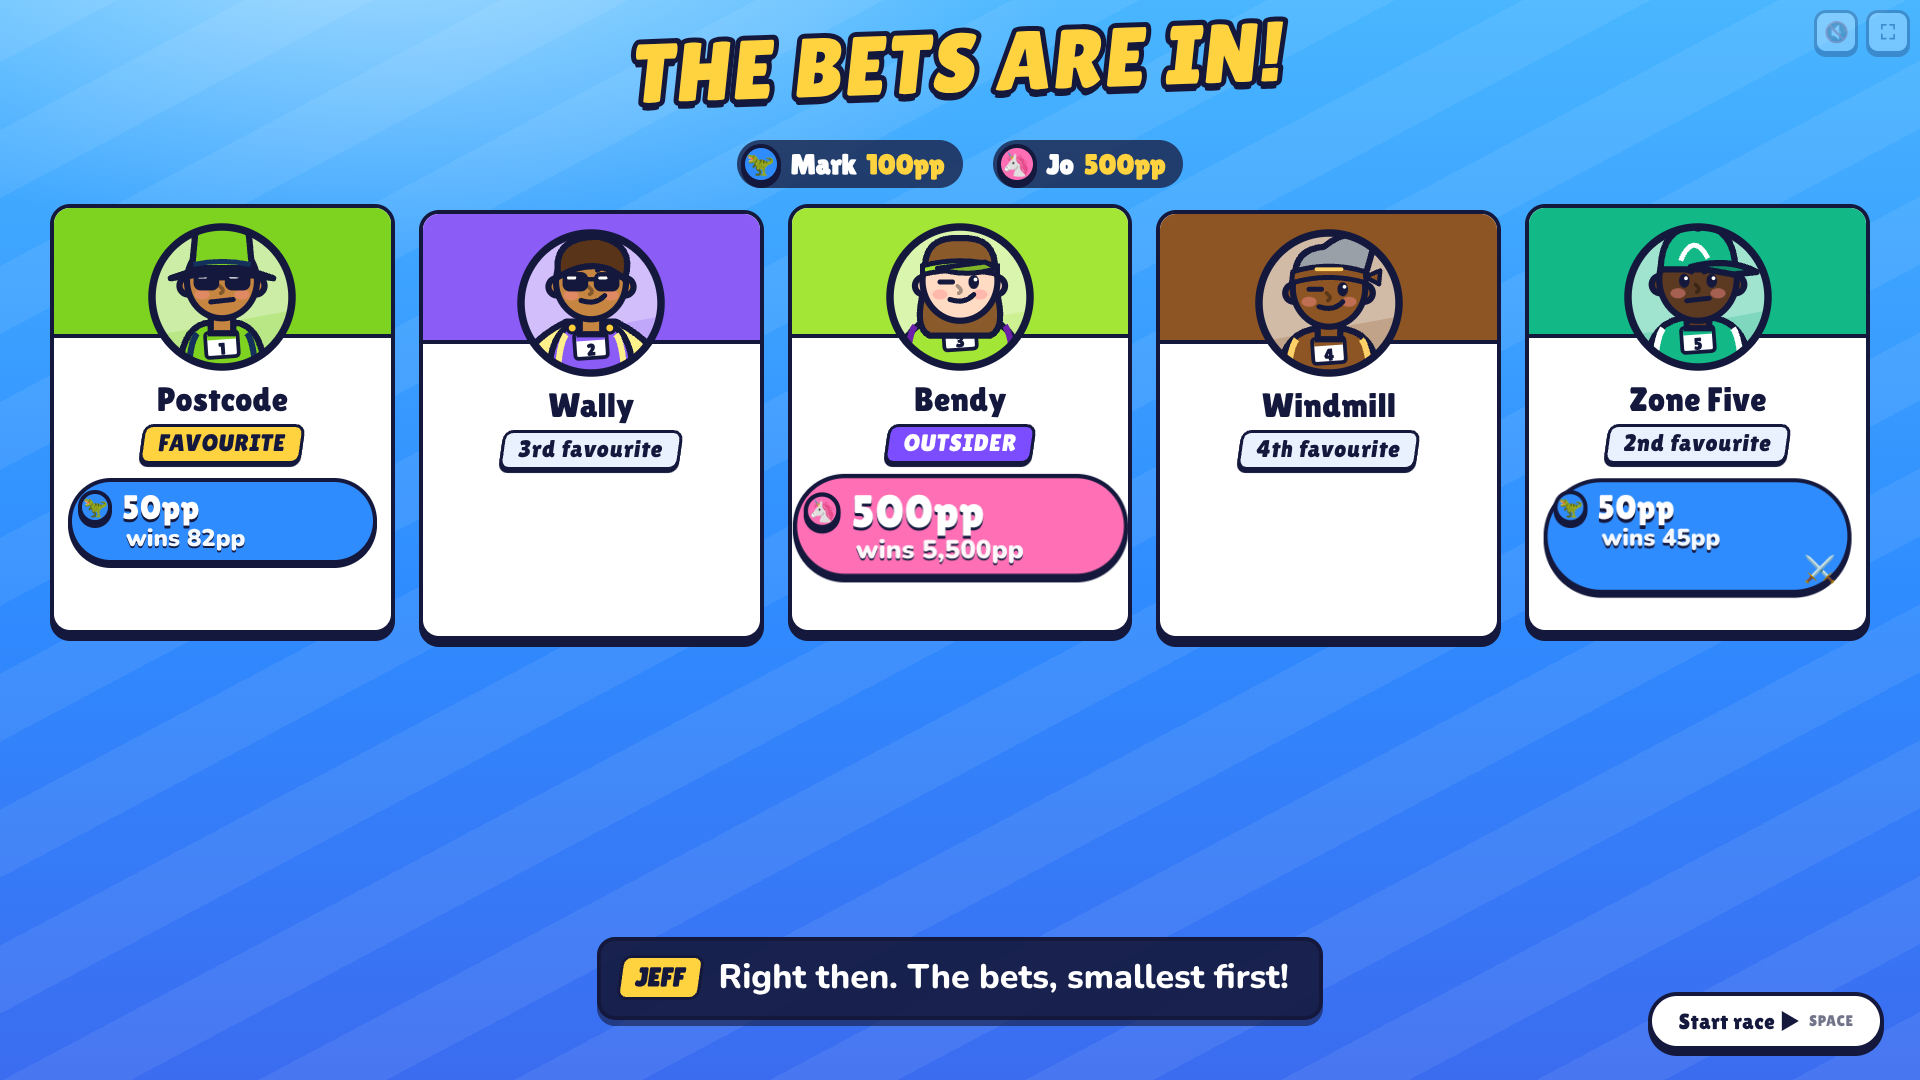 THE BETS ARE IN!
Mark 100pp
Jo 500pp
1
Postcode
FAVOURITE
50pp
wins 82pp
2
Wally
3rd favourite
3
Bendy
OUTSIDER
500pp
wins 5,500pp
4
Windmill
4th favourite
5
Zone Five
2nd favourite
50pp
wins 45pp
JEFF Right then. The bets, smallest first!
Start race ▶ SPACE